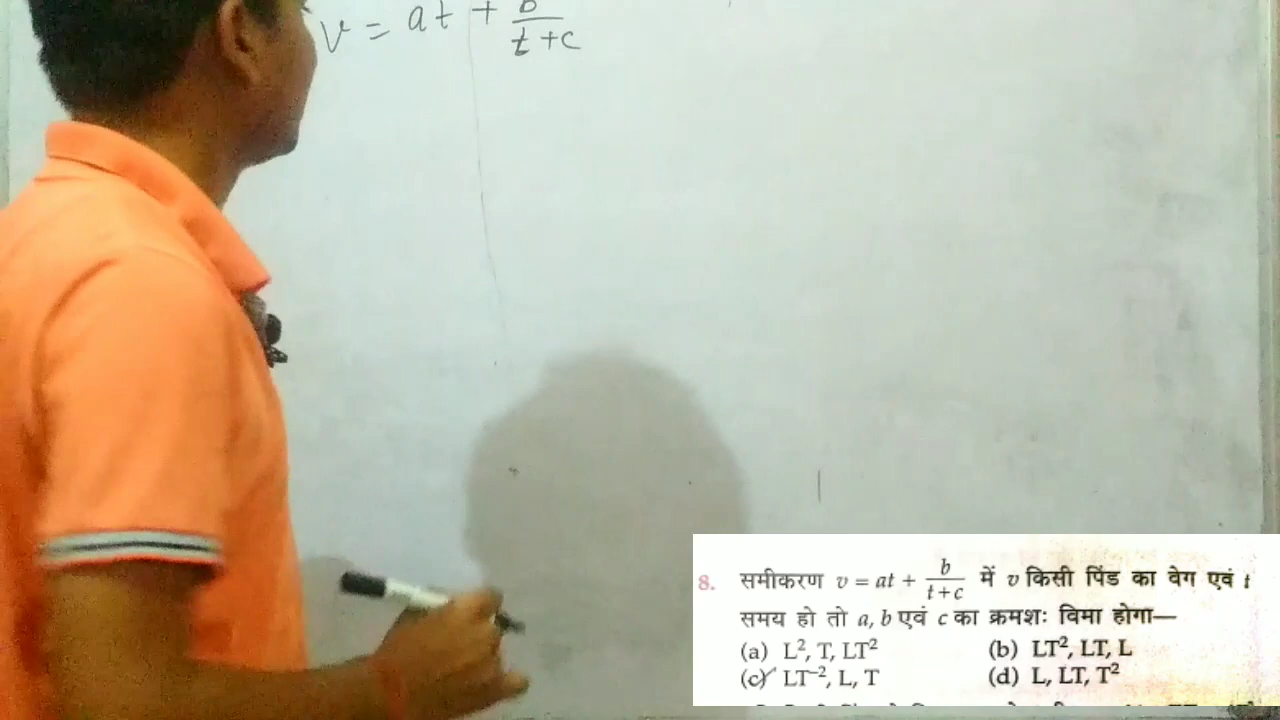 v = at + b/(t+c)
8. समीकरण v = at + b/(t+c) में v किसी पिंड का वेग एवं t
समय हो तो a, b एवं c का क्रमशः विमा होगा—
(a) L², T, LT² (b) LT², LT, L
(c) LT⁻², L, T (d) L, LT, T²